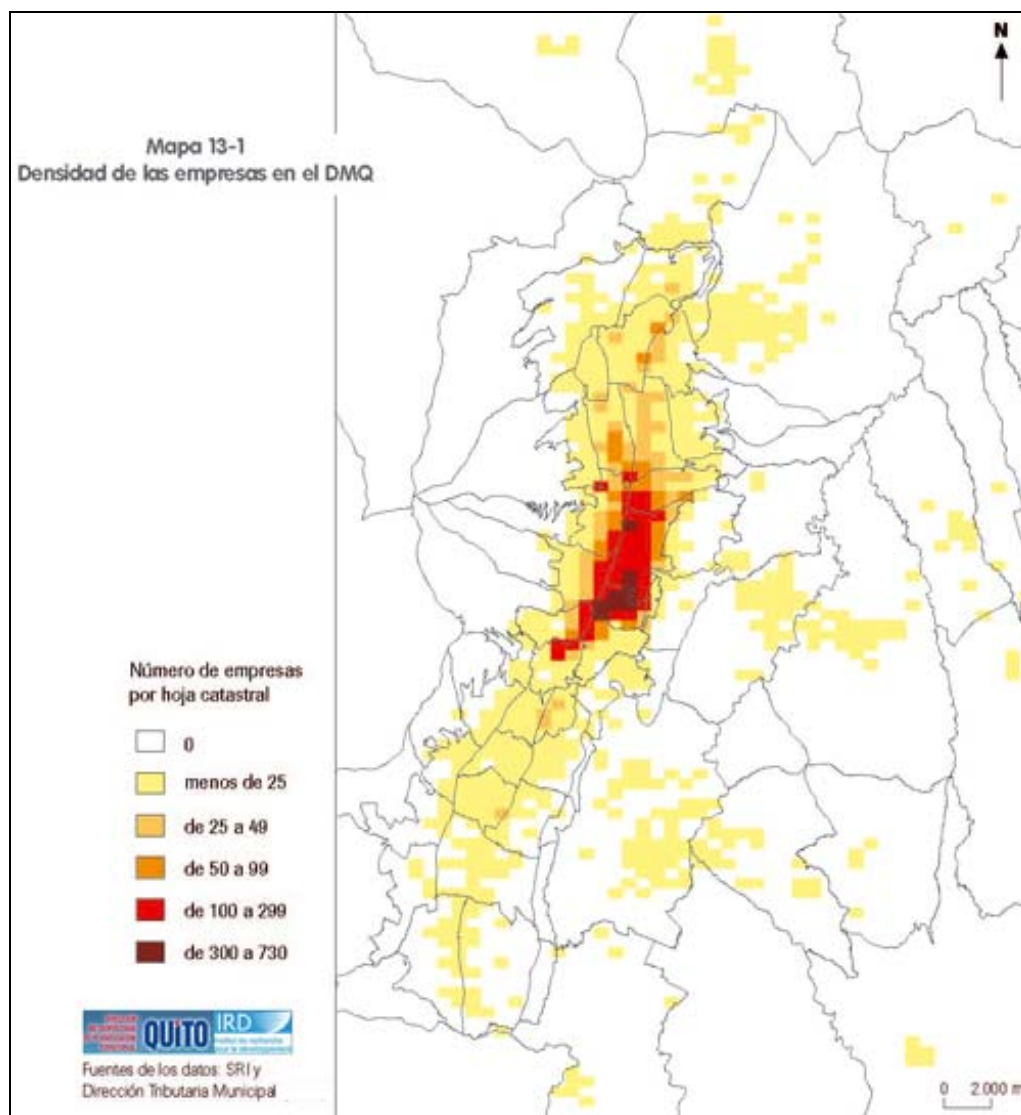 Mapa 13-1
Densidad de las empresas en el DMQ
N
Número de empresas
por hoja catastral
0
menos de 25
de 25 a 49
de 50 a 99
de 100 a 299
de 300 a 730
QUITO
IRD
Fuentes de los datos: SRI y
Dirección Tributaria Municipal
0 2.000 m